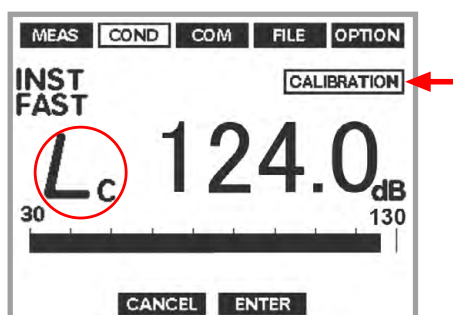 MEAS COND COM FILE OPTION
INST CALIBRATION
FAST
Lc 124.0 dB
30 130
CANCEL ENTER